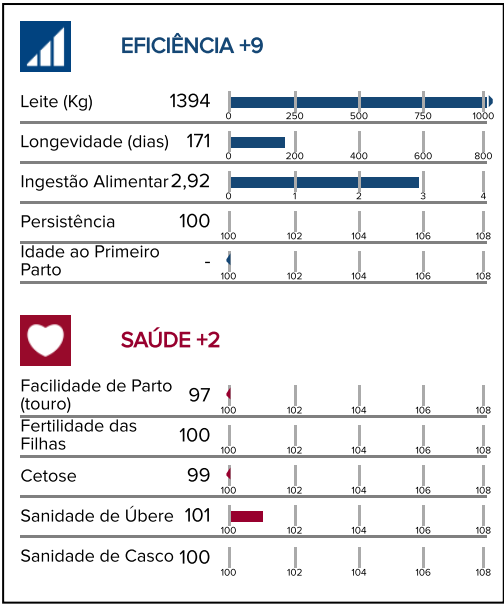 EFICIÊNCIA +9
Leite (Kg) 1394
0 250 500 750 1000
Longevidade (dias) 171
0 200 400 600 800
Ingestão Alimentar 2,92
0 1 2 3 4
Persistência 100
100 102 104 106 108
Idade ao Primeiro
Parto -
100 102 104 106 108
SAÚDE +2
Facilidade de Parto
(touro) 97
100 102 104 106 108
Fertilidade das
Filhas 100
100 102 104 106 108
Cetose 99
100 102 104 106 108
Sanidade de Úbere 101
100 102 104 106 108
Sanidade de Casco 100
100 102 104 106 108